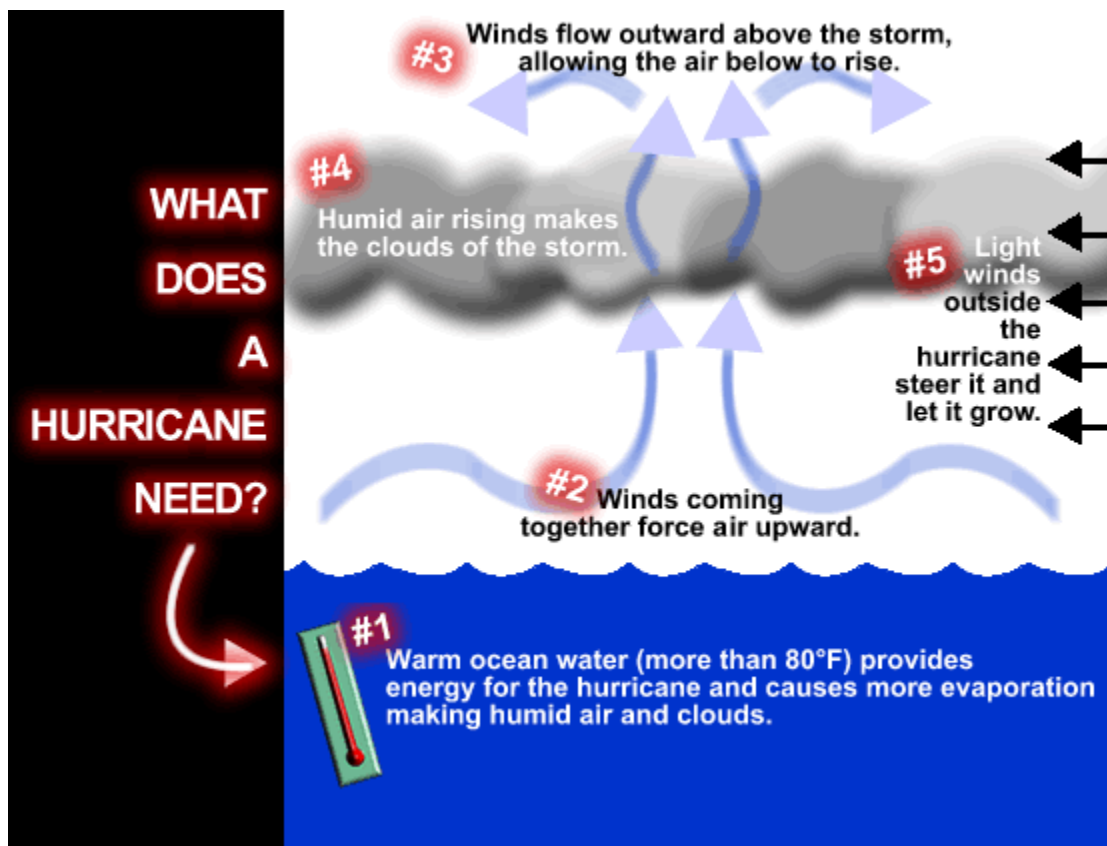 WHAT
DOES
A
HURRICANE
NEED?
#1
Warm ocean water (more than 80°F) provides
energy for the hurricane and causes more evaporation
making humid air and clouds.
#2
Winds coming
together force air upward.
#3
Winds flow outward above the storm,
allowing the air below to rise.
#4
Humid air rising makes
the clouds of the storm.
#5
Light
winds
outside
the
hurricane
steer it and
let it grow.